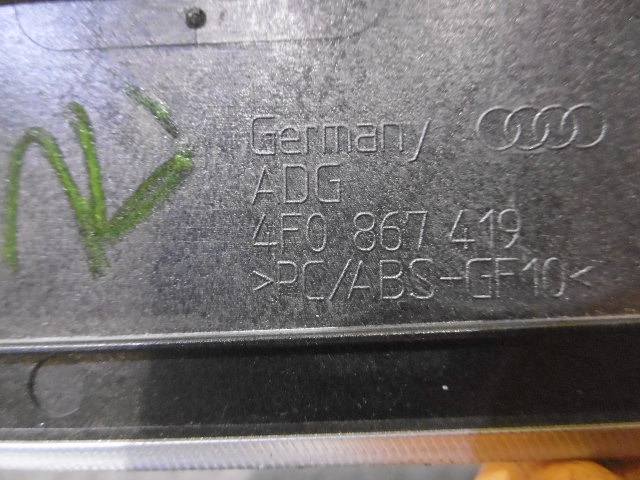 Germany
ADG
4F0 867 419
>PC/ABS-GF10<